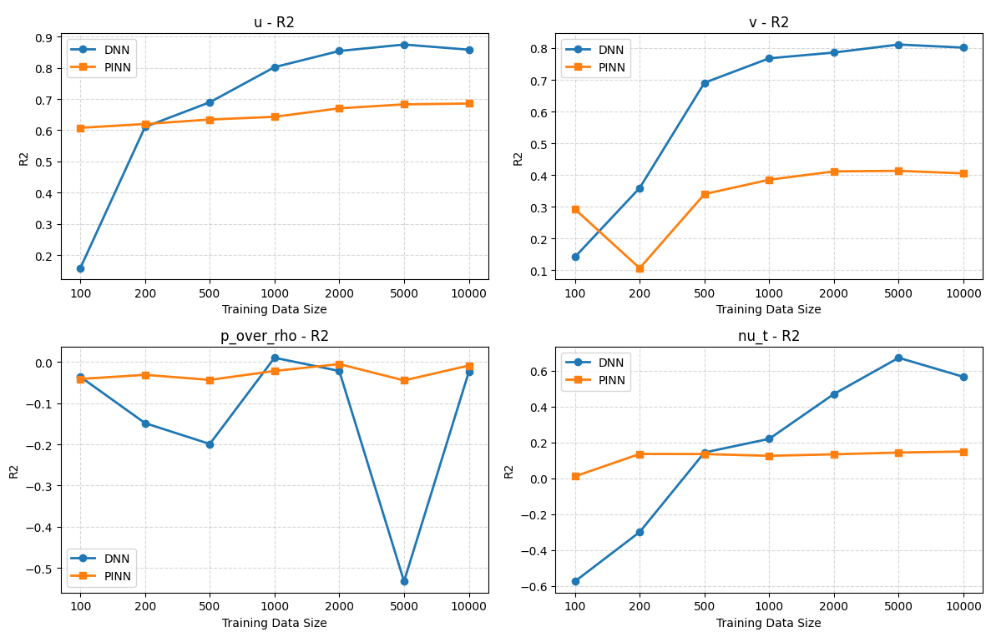 u - R2
0.9
0.8
0.7
0.6
0.5
0.4
0.3
0.2
R2
DNN
PINN
100 200 500 1000 2000 5000 10000
Training Data Size
v - R2
0.8
0.7
0.6
0.5
0.4
0.3
0.2
0.1
R2
DNN
PINN
100 200 500 1000 2000 5000 10000
Training Data Size
p_over_rho - R2
0.0
−0.1
−0.2
−0.3
−0.4
−0.5
R2
DNN
PINN
100 200 500 1000 2000 5000 10000
Training Data Size
nu_t - R2
0.6
0.4
0.2
0.0
−0.2
−0.4
−0.6
R2
DNN
PINN
100 200 500 1000 2000 5000 10000
Training Data Size